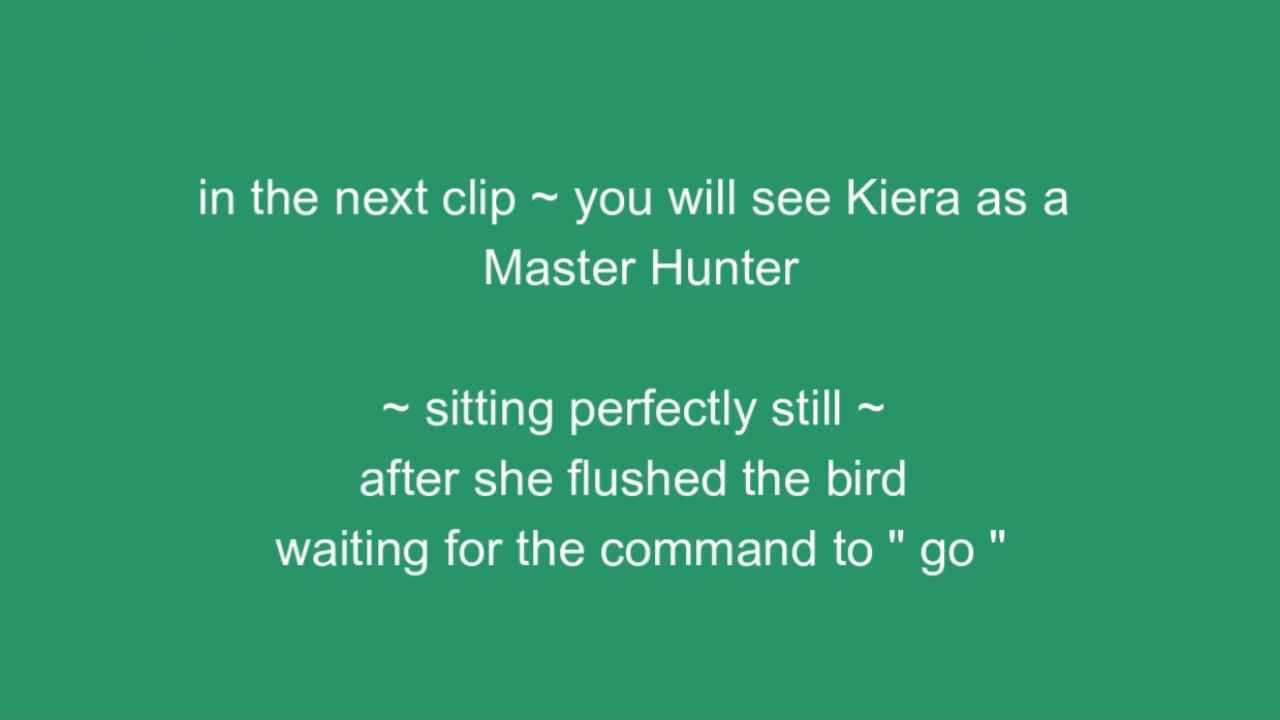 in the next clip ~ you will see Kiera as a
Master Hunter
~ sitting perfectly still ~
after she flushed the bird
waiting for the command to " go "